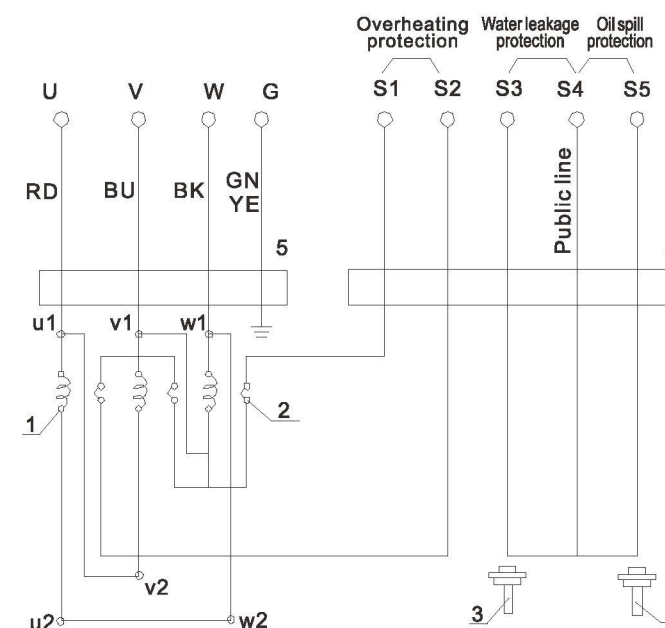 Overheating protection
Water leakage protection
Oil spill protection
U V W G
S1 S2 S3 S4 S5
RD BU BK GN YE
Public line
5
u1 v1 w1
1
2
v2
u2 w2
3